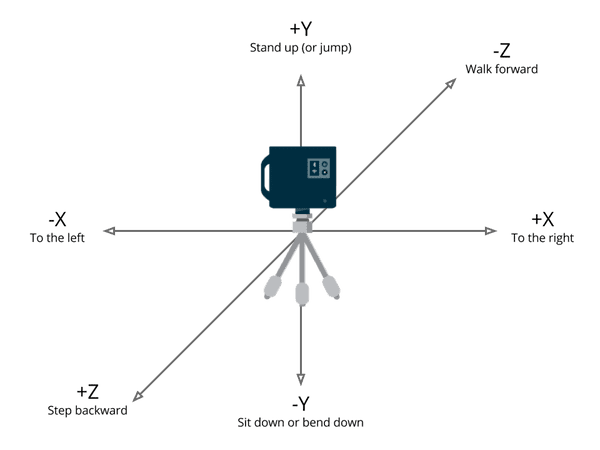 +Y
Stand up (or jump)
-Z
Walk forward
-X
To the left
+X
To the right
+Z
Step backward
-Y
Sit down or bend down